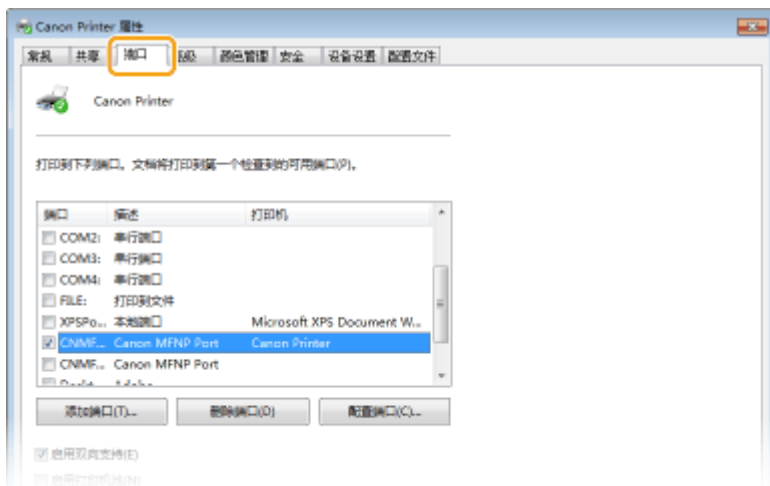 Canon Printer 属性
常规 共享 端口 高级 颜色管理 安全 设备设置 配置文件
Canon Printer
打印到下列端口。文档将打印到第一个检查到的可用端口(P)。
端口 描述 打印机
COM2: 串行端口
COM3: 串行端口
COM4: 串行端口
FILE: 打印到文件
XPSPo... 本地端口 Microsoft XPS Document W...
CNMF... Canon MFNP Port Canon Printer
CNMF... Canon MFNP Port
添加端口(T)... 删除端口(D) 配置端口(C)...
启用双向支持(E)
启用打印机池(N)